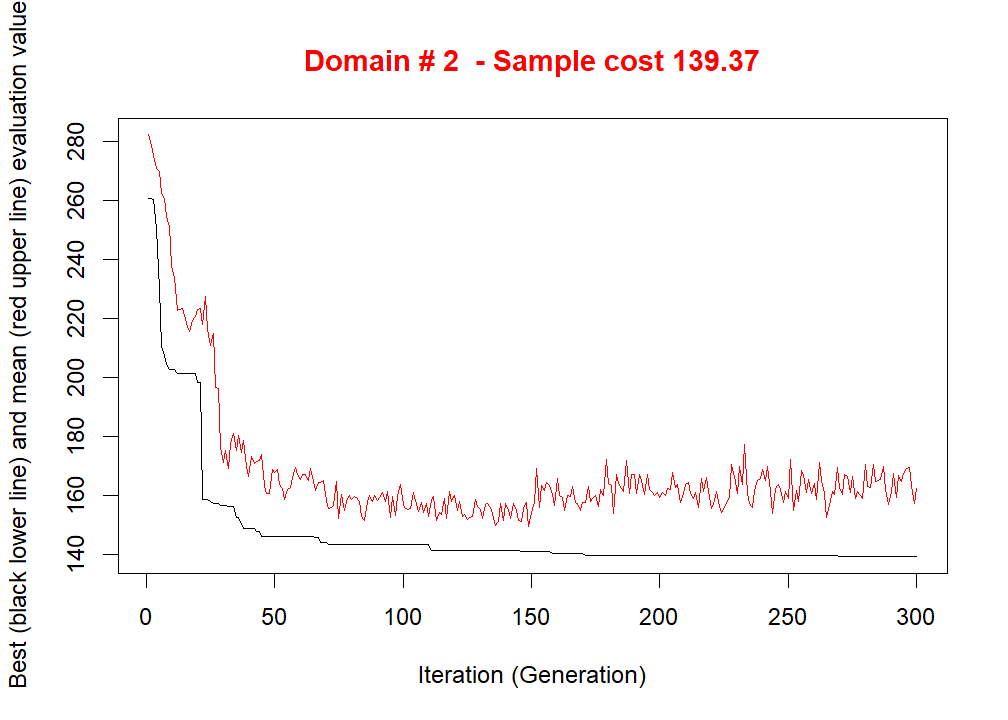 Domain # 2  - Sample cost 139.37
Best (black lower line) and mean (red upper line) evaluation value
280
260
240
220
200
180
160
140
0 50 100 150 200 250 300
Iteration (Generation)